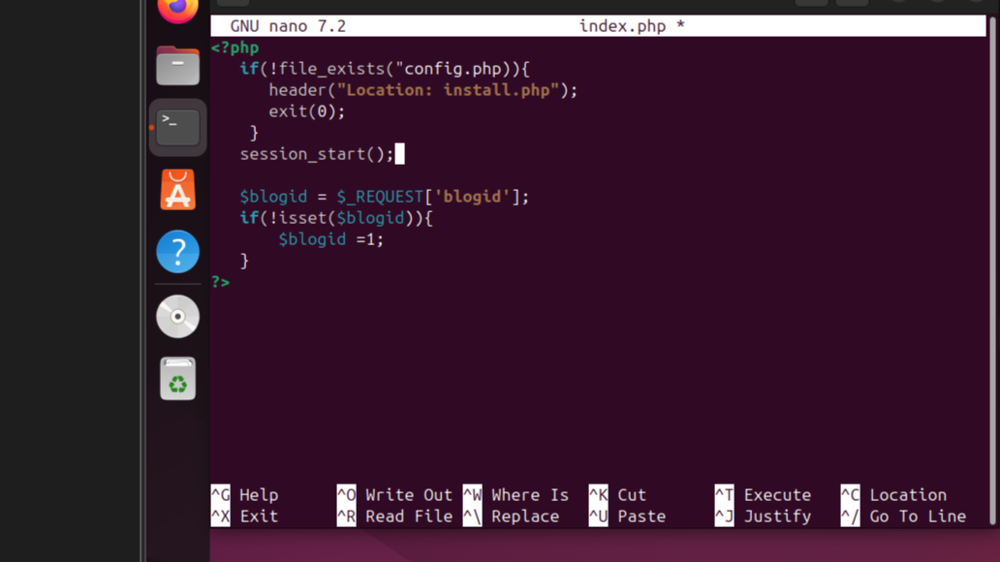 GNU nano 7.2 index.php *
<?php
if(!file_exists("config.php)){
header("Location: install.php");
exit(0);
}
session_start();
$blogid = $_REQUEST['blogid'];
if(!isset($blogid)){
$blogid =1;
}
?>
^G Help ^O Write Out ^W Where Is ^K Cut ^T Execute ^C Location
^X Exit ^R Read File ^\ Replace ^U Paste ^J Justify ^/ Go To Line